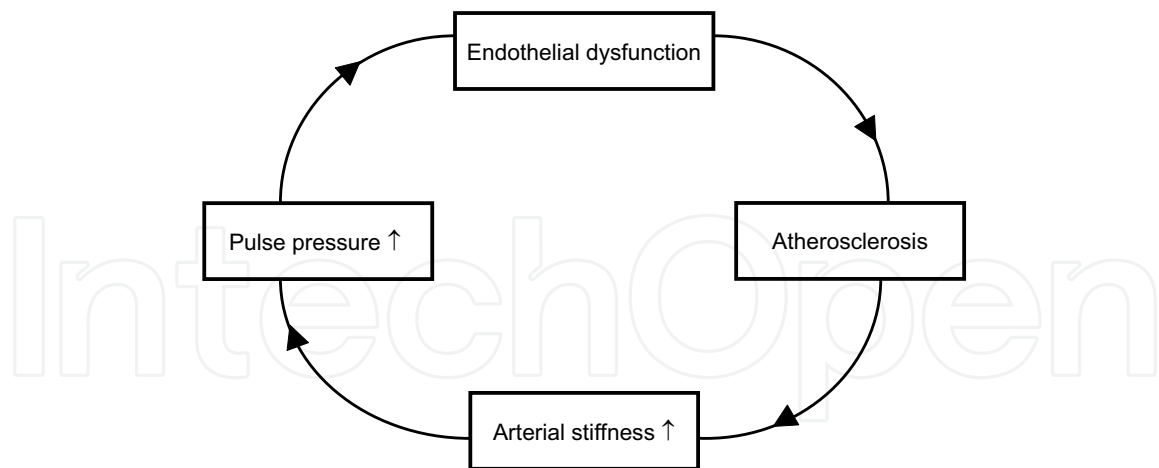 Endothelial dysfunction
Pulse pressure ↑
Atherosclerosis
Arterial stiffness ↑
IntechOpen